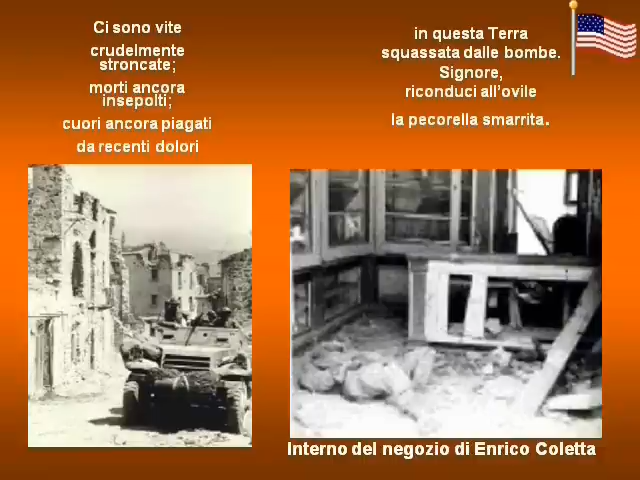 Ci sono vite
crudelmente
stroncate;
morti ancora
insepolti;
cuori ancora piagati
da recenti dolori
in questa Terra
squassata dalle bombe.
Signore,
riconduci all'ovile
la pecorella smarrita.
Interno del negozio di Enrico Coletta